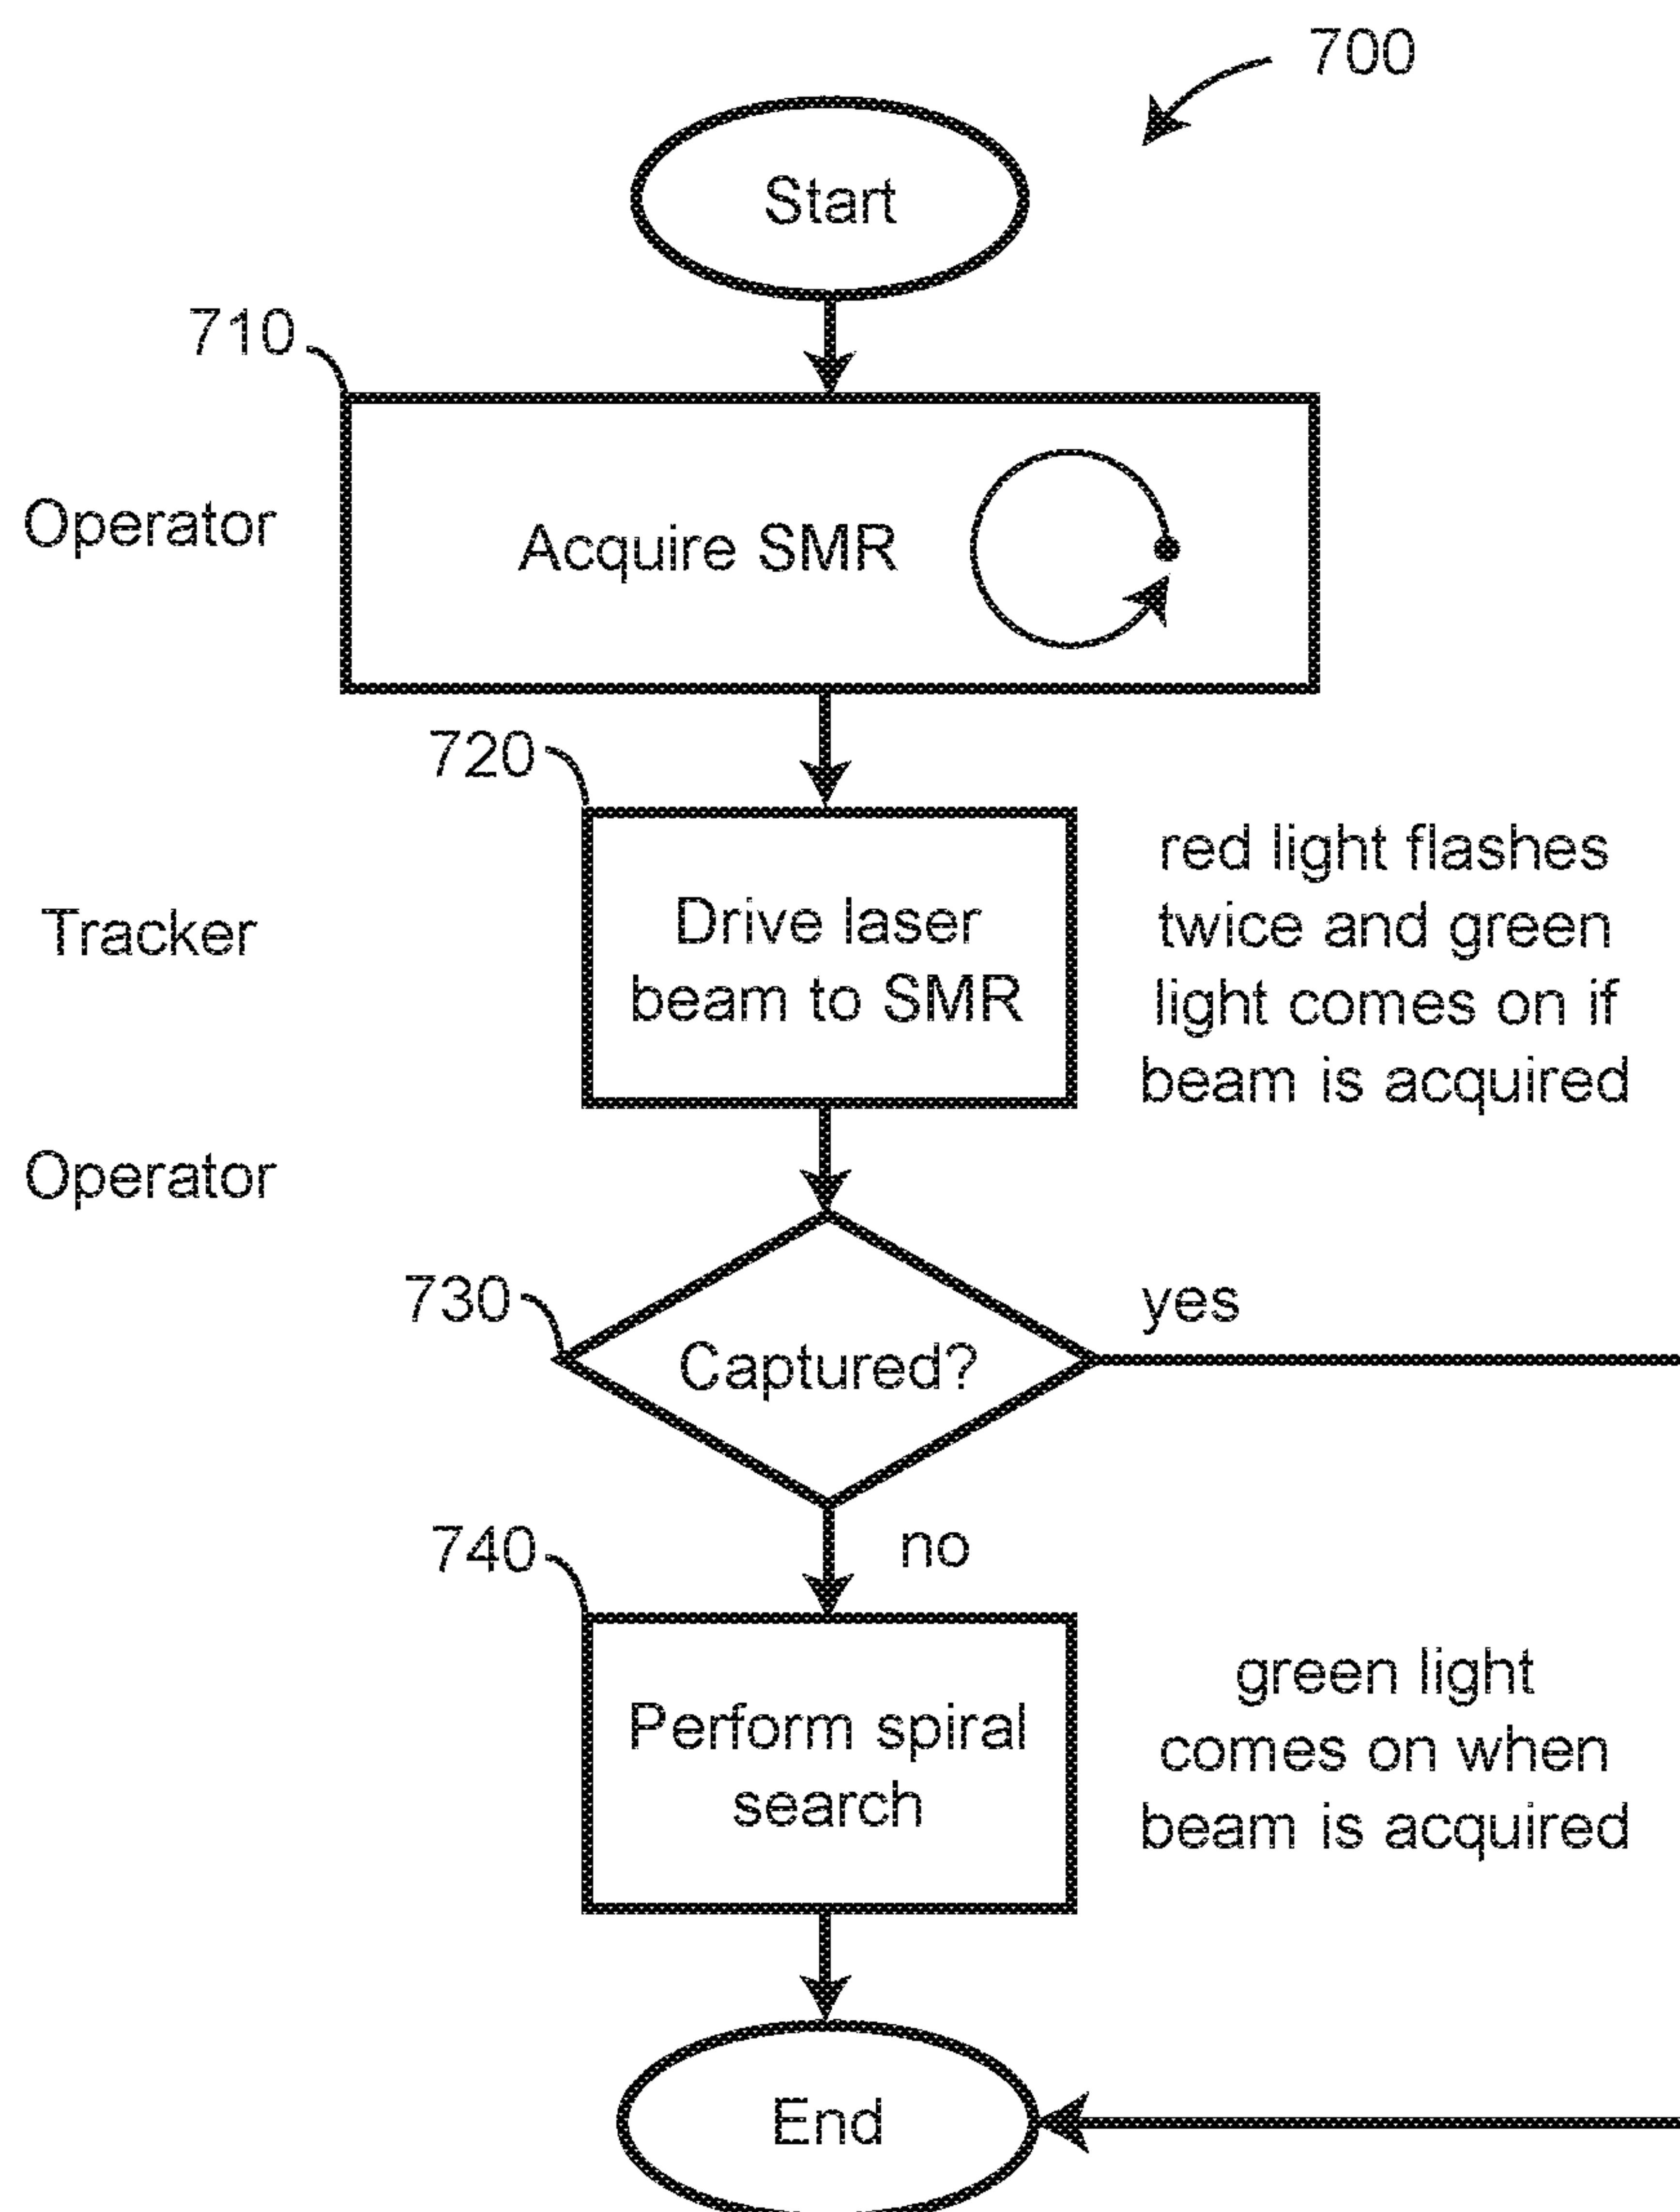 700
Start
710
Operator
Acquire SMR
720
Tracker
Drive laser
beam to SMR
red light flashes
twice and green
light comes on if
beam is acquired
Operator
730
Captured?
yes
no
740
Perform spiral
search
green light
comes on when
beam is acquired
End